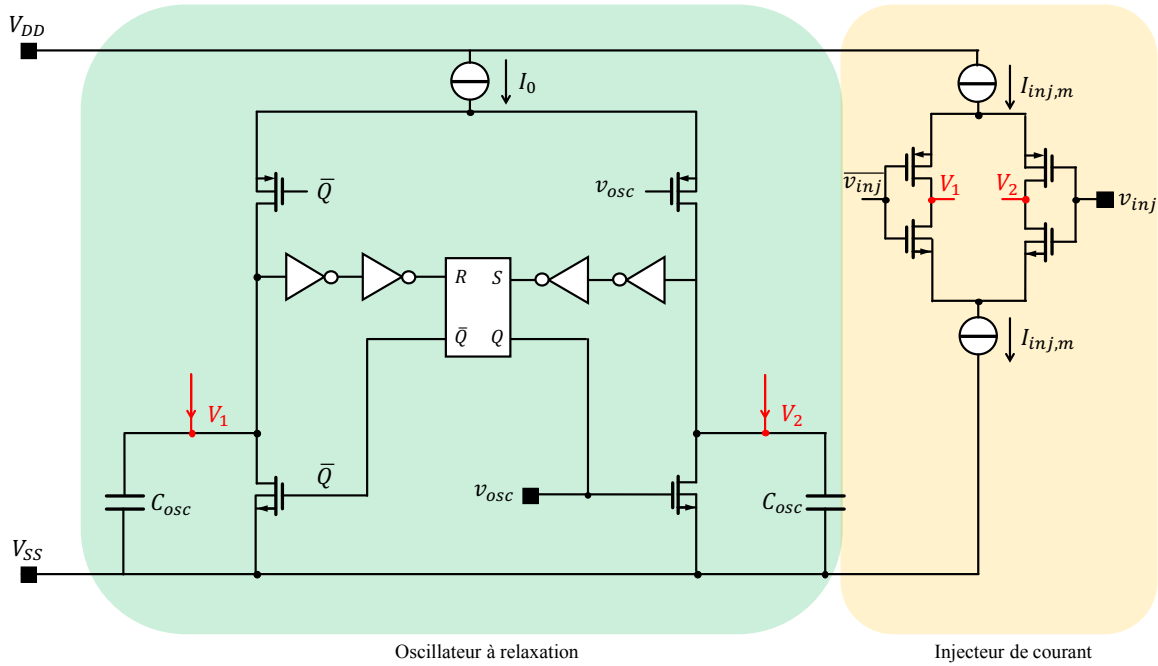 V_DD
I_0
I_inj,m
Q̅
v_osc
v̅_inj
V_1
V_2
v_inj
R
S
Q̅
Q
V_1
V_2
Q̅
v_osc
C_osc
C_osc
I_inj,m
V_SS
Oscillateur à relaxation
Injecteur de courant